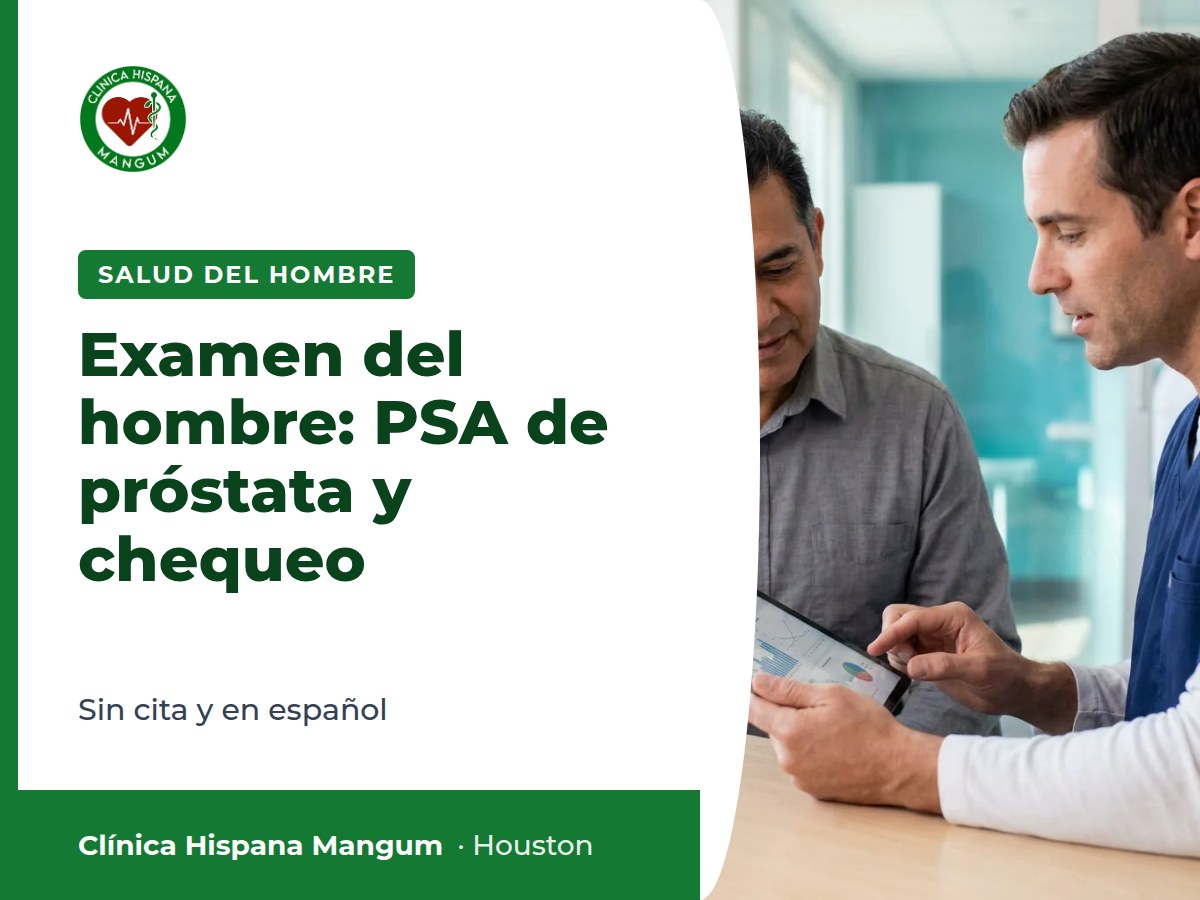 CLINICA HISPANA
MANGUM
SALUD DEL HOMBRE
Examen del
hombre: PSA de
próstata y
chequeo
Sin cita y en español
Clínica Hispana Mangum · Houston